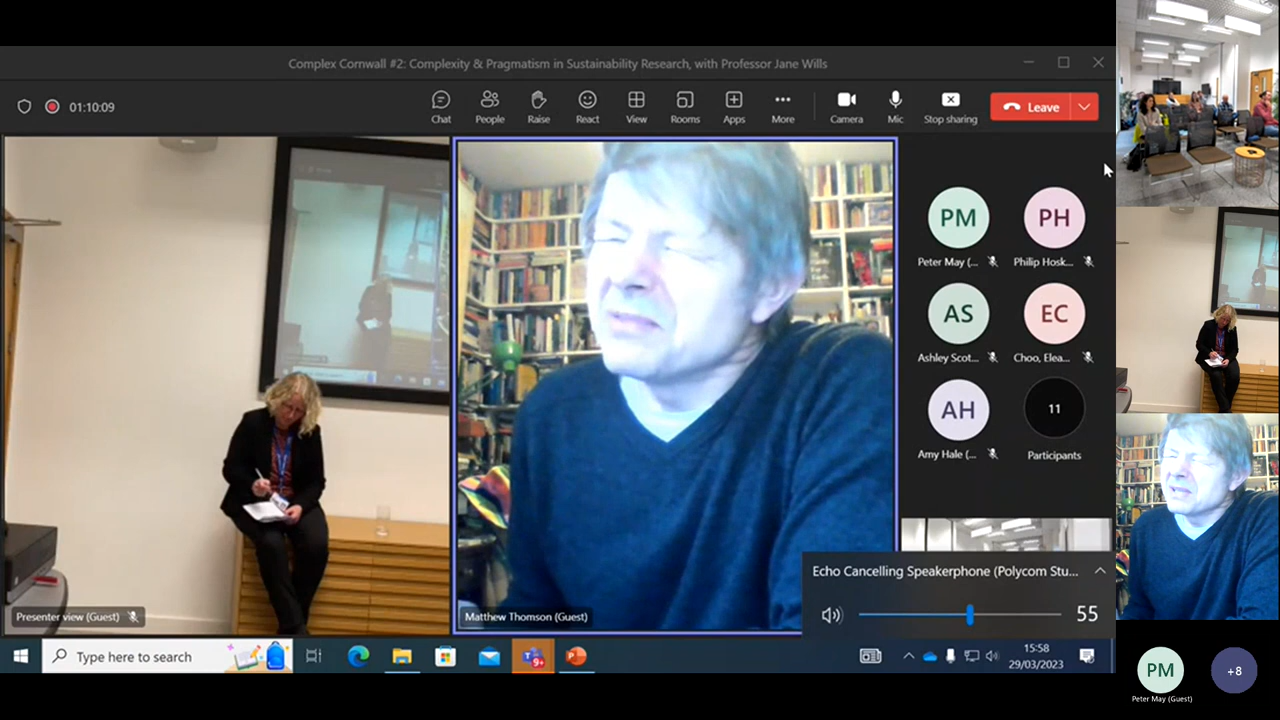 Complex Cornwall #2: Complexity & Pragmatism in Sustainability Research, with Professor Jane Wills
01:10:09
Chat
People
Raise
React
View
Rooms
Apps
More
Camera
Mic
Stop sharing
Leave
PM
PH
Peter May (...
Philip Hosk...
AS
EC
Ashley Scot...
Choo, Elea...
AH
11
Amy Hale (...
Participants
Echo Cancelling Speakerphone (Polycom Stu...
55
Presenter view (Guest)
Matthew Thomson (Guest)
Type here to search
9+
15:58
29/03/2023
PM
+8
Peter May (Guest)